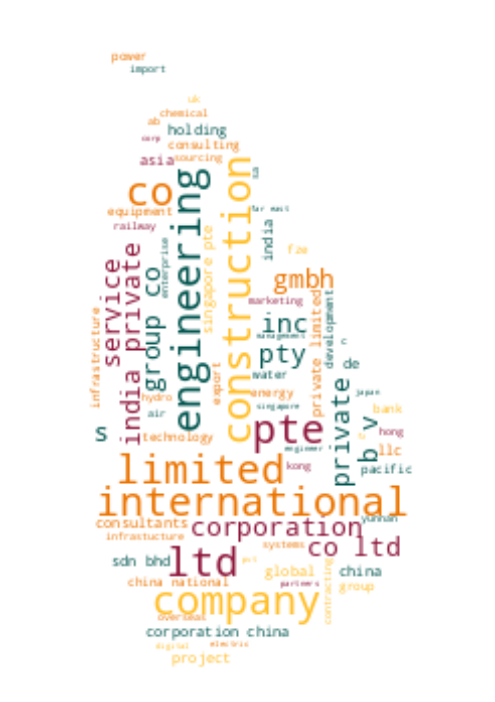 power
import
uk
chemical
ab
holding
corp
consulting
asia
sourcing
sa
co
engineering
construction
equipment
far east
railway
india
singapore pte
enterprise
fze
service
india private
group co
gmbh
marketing
infrastructure
inc
private limited
development
management
c
pty
de
water
export
energy
hydro
japan
singapore
air
bank
s
technology
pte
private
b v
hong
engineer
llc
limited
kong
pacific
international
consultants
corporation
yunnan
infrastucture
systems
co ltd
sdn bhd
ltd
global
china
china national
partners
group
company
contracting
overseas
corporation china
digital
electric
project